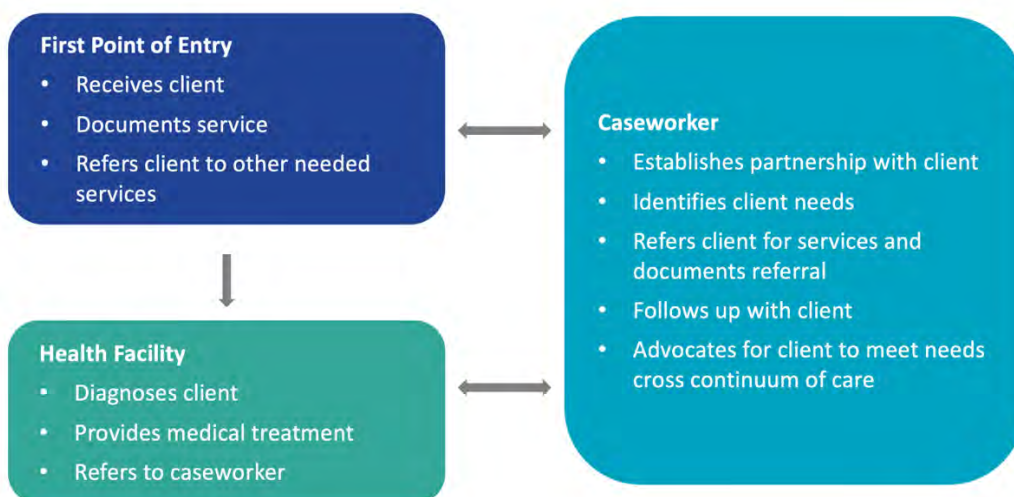 First Point of Entry
• Receives client
• Documents service
• Refers client to other needed
services
Caseworker
• Establishes partnership with client
• Identifies client needs
• Refers client for services and
documents referral
• Follows up with client
• Advocates for client to meet needs
cross continuum of care
Health Facility
• Diagnoses client
• Provides medical treatment
• Refers to caseworker